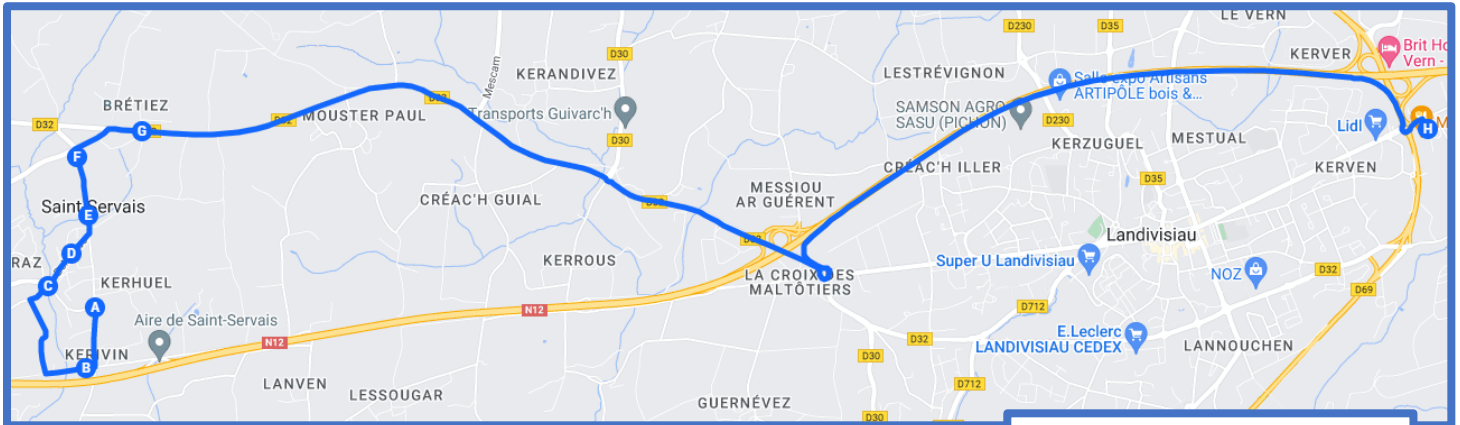 LE VERN
D230
D35
KERVER
Brit Ho
Vern -
D30
Mescam
KERANDIVEZ
LESTRÉVIGNON
Salle expo Artisans
ARTIPÔLE bois &...
BRÉTIEZ
MOUSTER PAUL
Transports Guivarc'h
SAMSON AGRO
SASU (PICHON)
D32
G
D30
D230
KERZUGUEL
MESTUAL
Lidl
M
H
F
CRÉAC'H ILLER
KERVEN
D35
MESSIOU
AR GUÉRENT
CRÉAC'H GUIAL
Saint-Servais
E
Landivisiau
D
RAZ
KERROUS
Super U Landivisiau
NOZ
D32
C
KERHUEL
LA CROIX DES
MALTÔTIERS
D69
A
N12
D712
Aire de Saint-Servais
N12
D32
E.Leclerc
LANDIVISIAU CEDEX
LANNOUCHEN
KERIVIN
B
D30
LANVEN
LESSOUGAR
D712
GUERNÉVEZ
D30